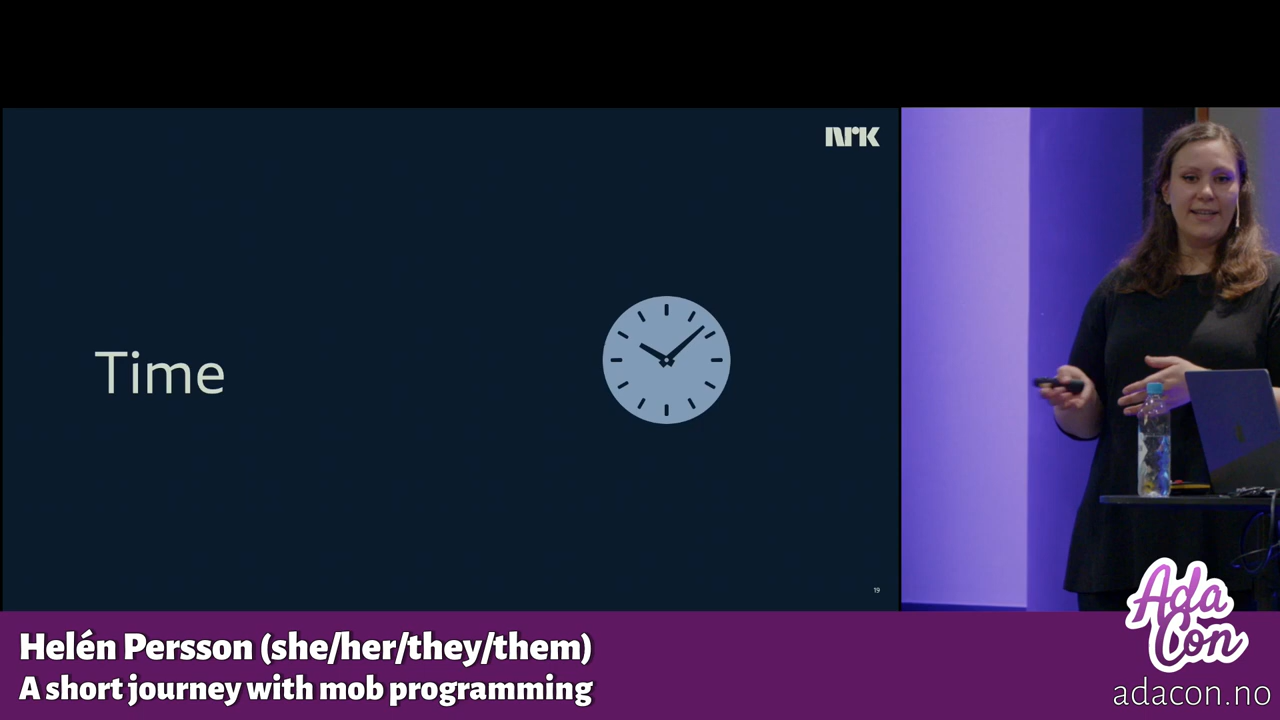 NRK
Time
19
Helén Persson (she/her/they/them)
A short journey with mob programming
Ada
Con
adacon.no